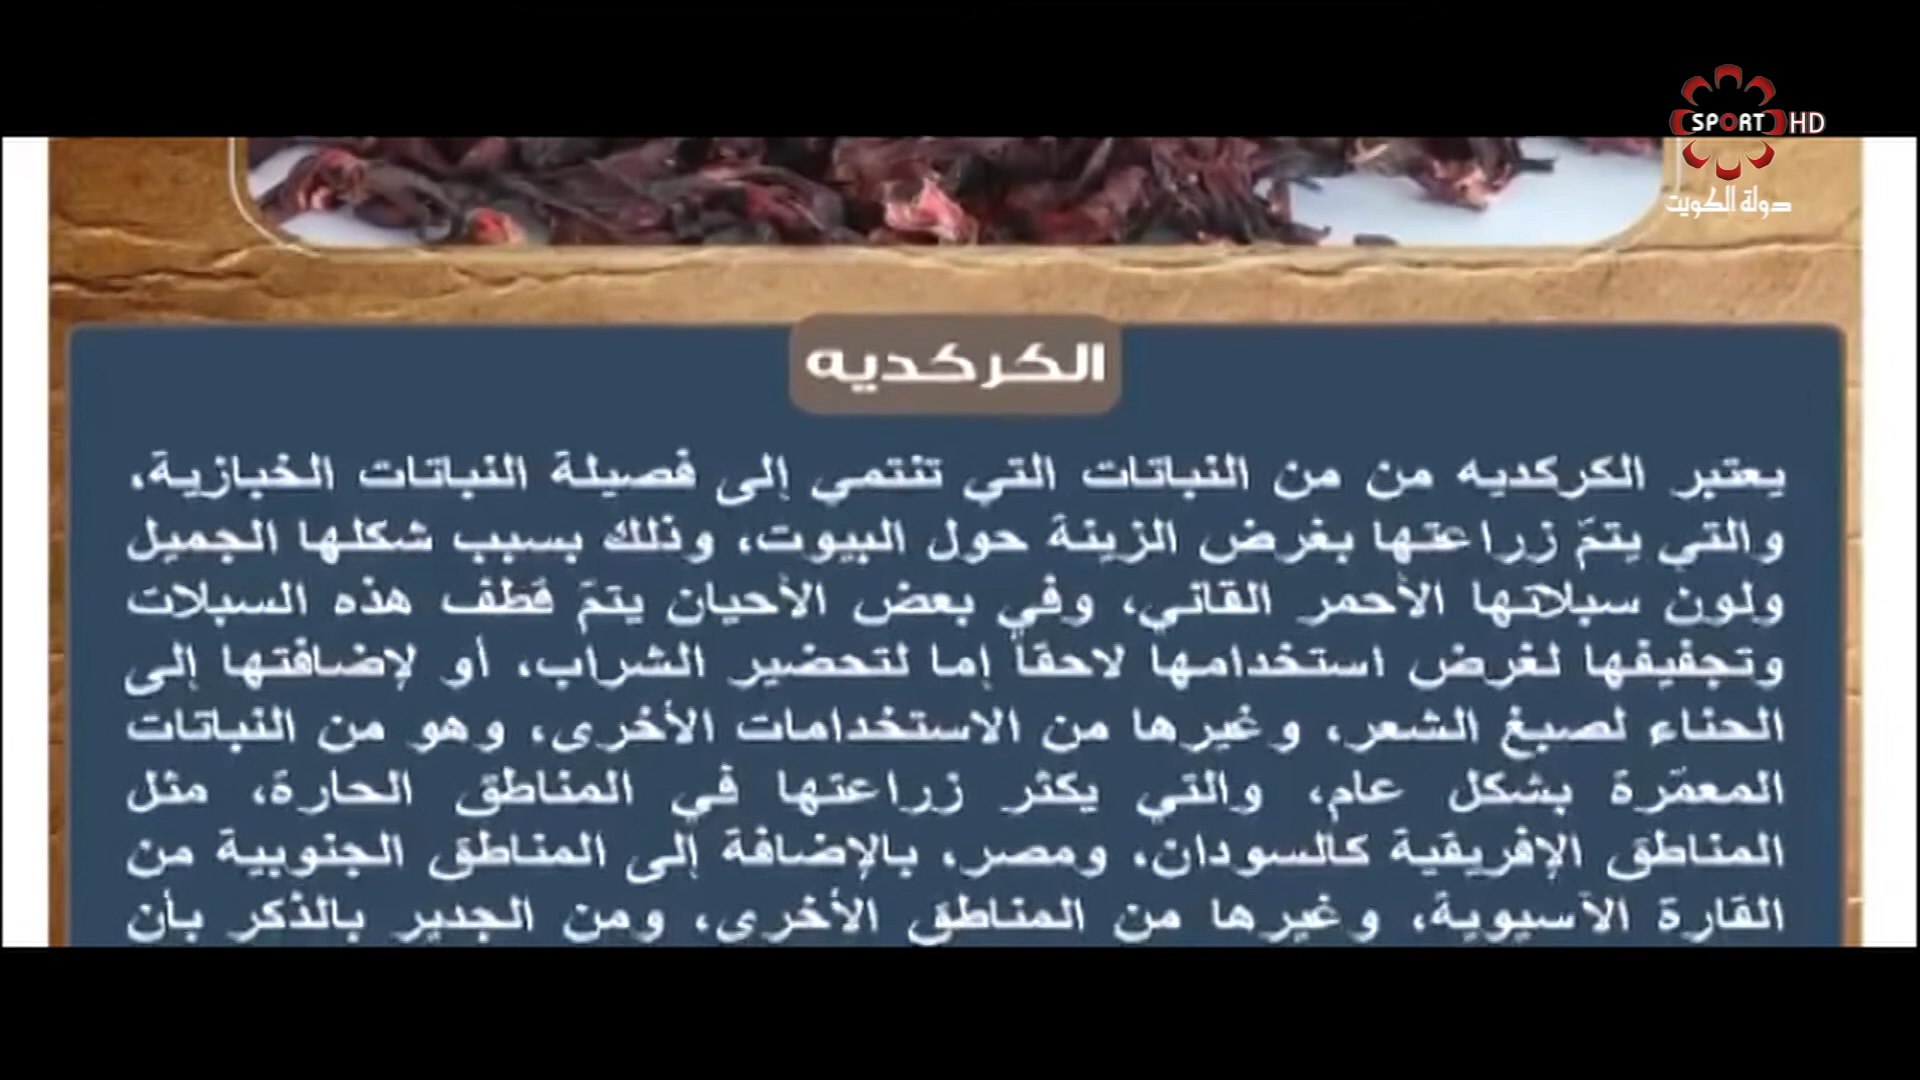 SPORT HD
دولة الكويت
الكركديه
يعتبر الكركديه من من النباتات التي تنتمي إلى فصيلة النباتات الخبازية،
والتي يتمّ زراعتها بغرض الزينة حول البيوت، وذلك بسبب شكلها الجميل
ولون سبلاتها الأحمر القاني، وفي بعض الأحيان يتمّ قطف هذه السبلات
وتجفيفها لغرض استخدامها لاحقاً إما لتحضير الشراب، أو لإضافتها إلى
الحناء لصبغ الشعر، وغيرها من الاستخدامات الأخرى، وهو من النباتات
المعمّرة بشكل عام، والتي يكثر زراعتها في المناطق الحارة، مثل
المناطق الإفريقية كالسودان، ومصر، بالإضافة إلى المناطق الجنوبية من
القارة الآسيوية، وغيرها من المناطق الأخرى، ومن الجدير بالذكر بأن